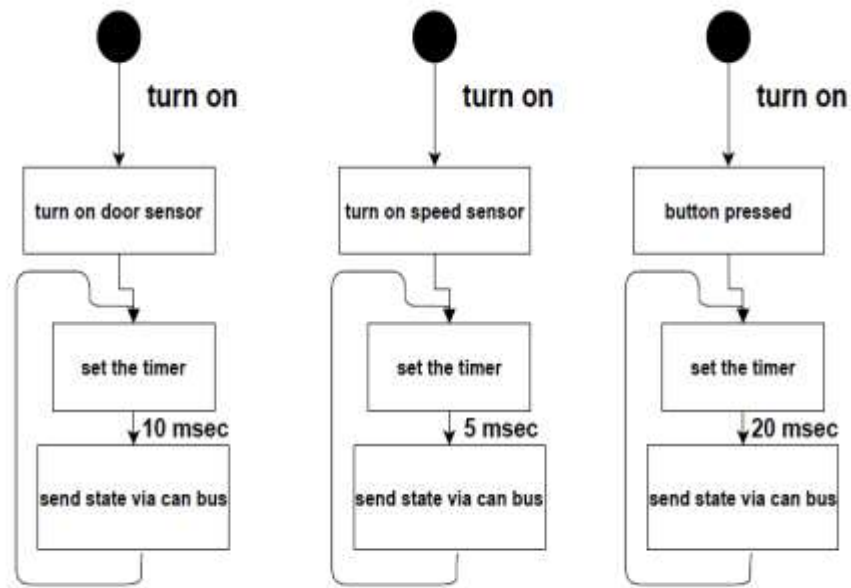 turn on
turn on
turn on
turn on door sensor
turn on speed sensor
button pressed
set the timer
set the timer
set the timer
10 msec
5 msec
20 msec
send state via can bus
send state via can bus
send state via can bus